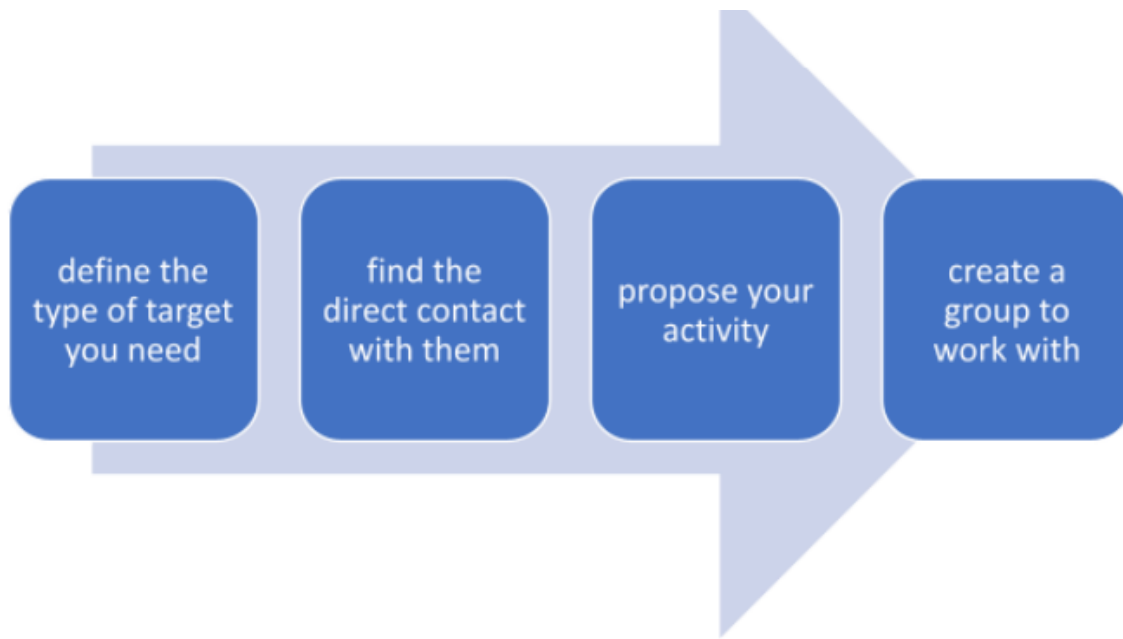 define the
type of target
you need
find the
direct contact
with them
propose your
activity
create a
group to
work with